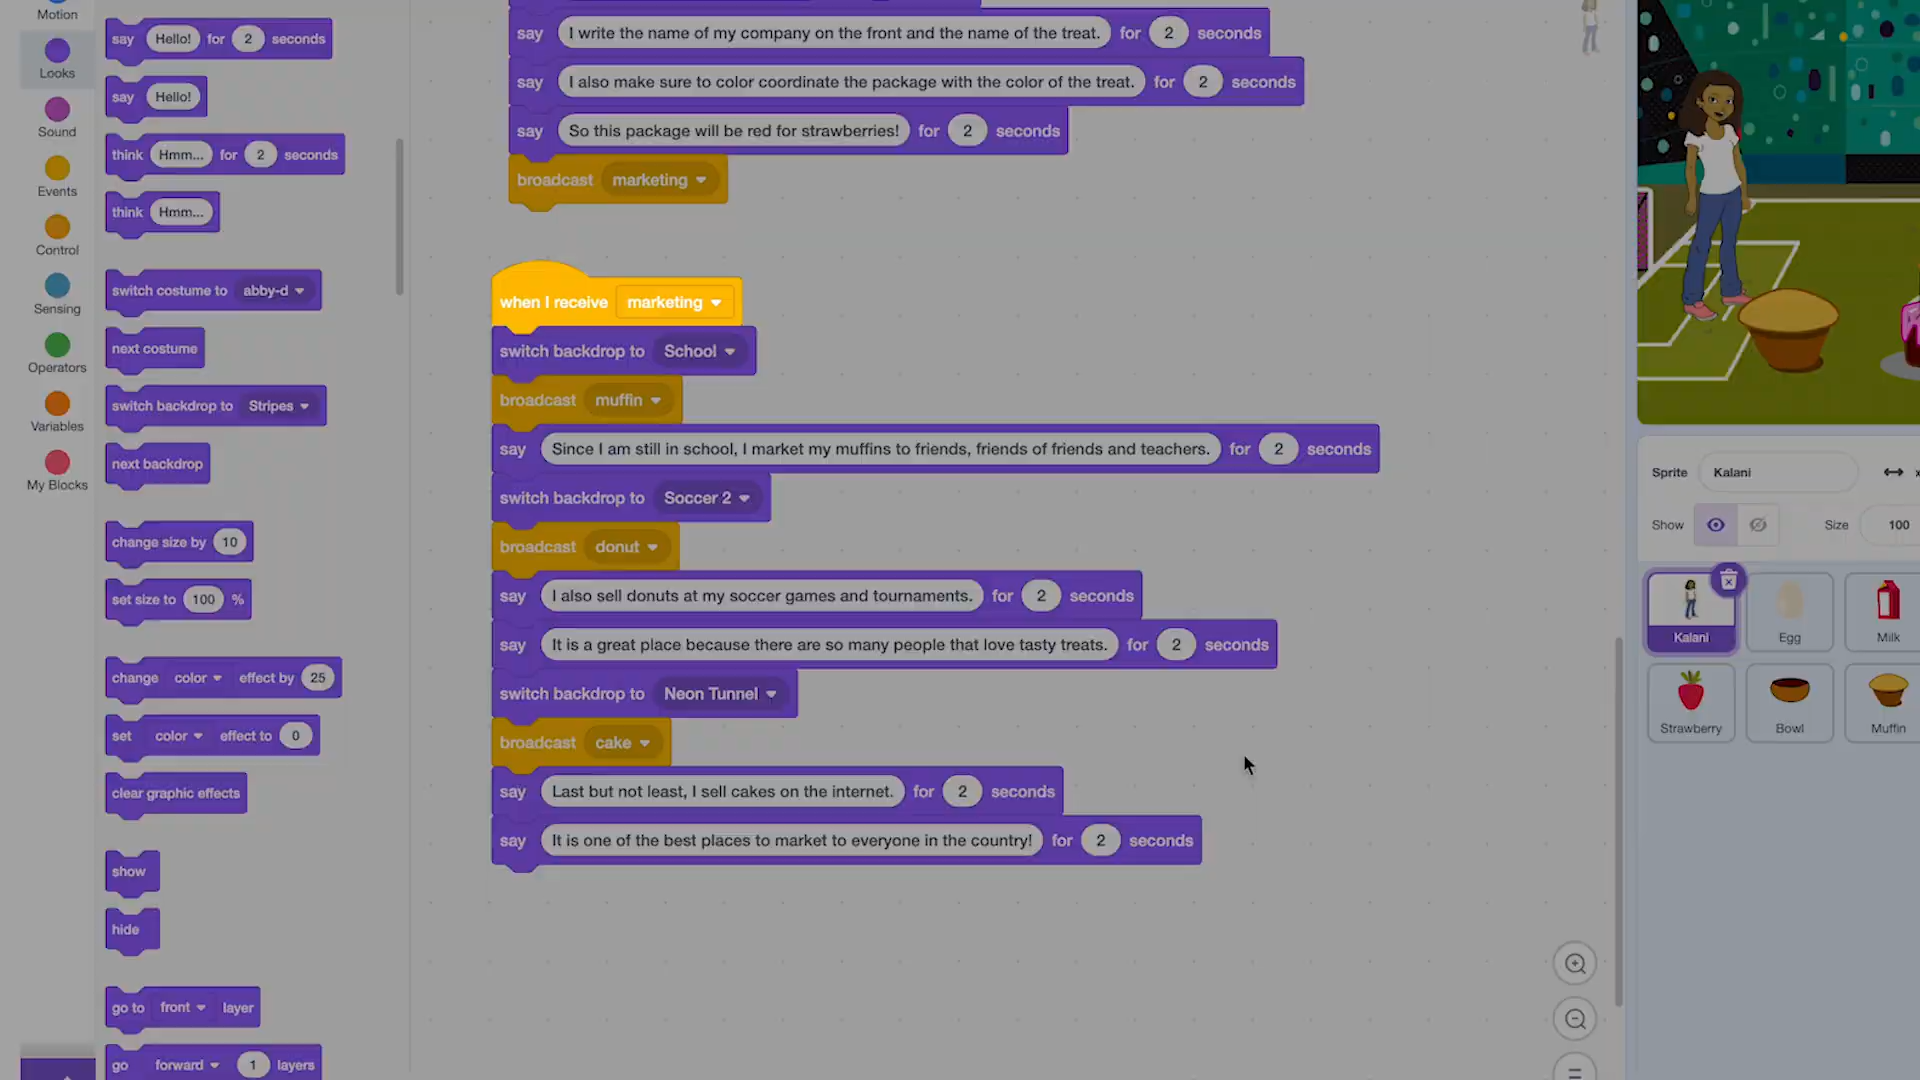 Motion
Looks
Sound
Events
Control
Sensing
Operators
Variables
My Blocks
say Hello! for 2 seconds
say Hello!
think Hmm... for 2 seconds
think Hmm...
switch costume to abby-d
next costume
switch backdrop to Stripes
next backdrop
change size by 10
set size to 100 %
change color effect by 25
set color effect to 0
clear graphic effects
show
hide
go to front layer
go forward 1 layers
say I write the name of my company on the front and the name of the treat. for 2 seconds
say I also make sure to color coordinate the package with the color of the treat. for 2 seconds
say So this package will be red for strawberries! for 2 seconds
broadcast marketing
when I receive marketing
switch backdrop to School
broadcast muffin
say Since I am still in school, I market my muffins to friends, friends of friends and teachers. for 2 seconds
switch backdrop to Soccer 2
broadcast donut
say I also sell donuts at my soccer games and tournaments. for 2 seconds
say It is a great place because there are so many people that love tasty treats. for 2 seconds
switch backdrop to Neon Tunnel
broadcast cake
say Last but not least, I sell cakes on the internet. for 2 seconds
say It is one of the best places to market to everyone in the country! for 2 seconds
Sprite Kalani
Show Size 100
Kalani Egg Milk
Strawberry Bowl Muffin